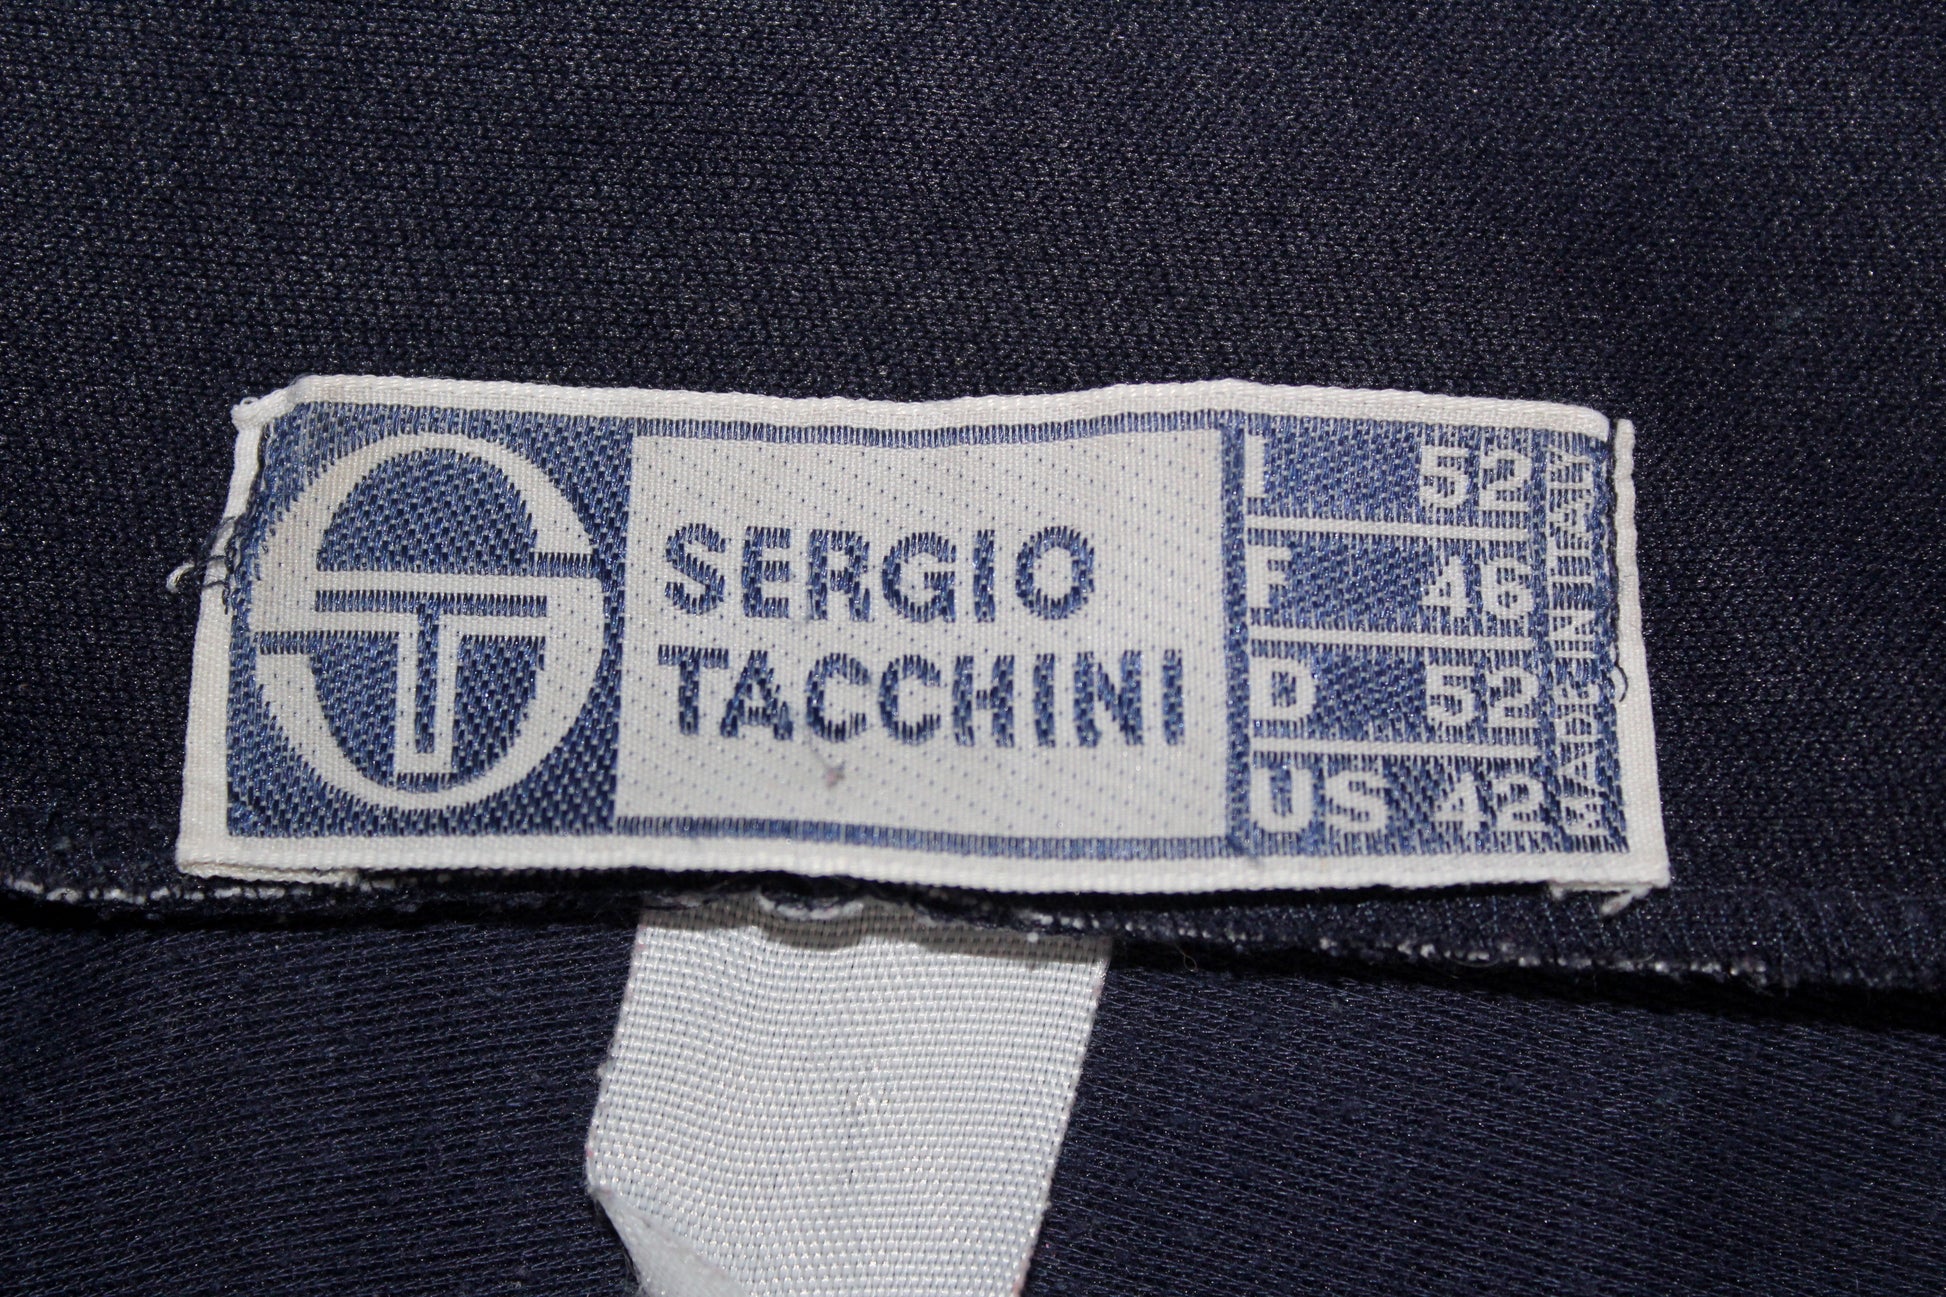 SERGIO
TACCHINI
I 52
F 46
D 52
US 42
MADE IN ITALY